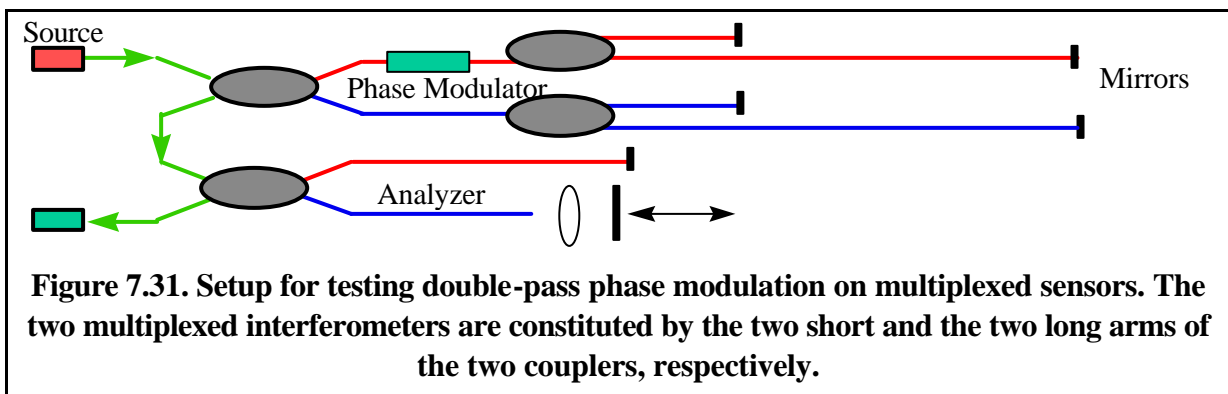 Source
Phase Modulator
Mirrors
Analyzer
Figure 7.31. Setup for testing double-pass phase modulation on multiplexed sensors. The
two multiplexed interferometers are constituted by the two short and the two long arms of
the two couplers, respectively.